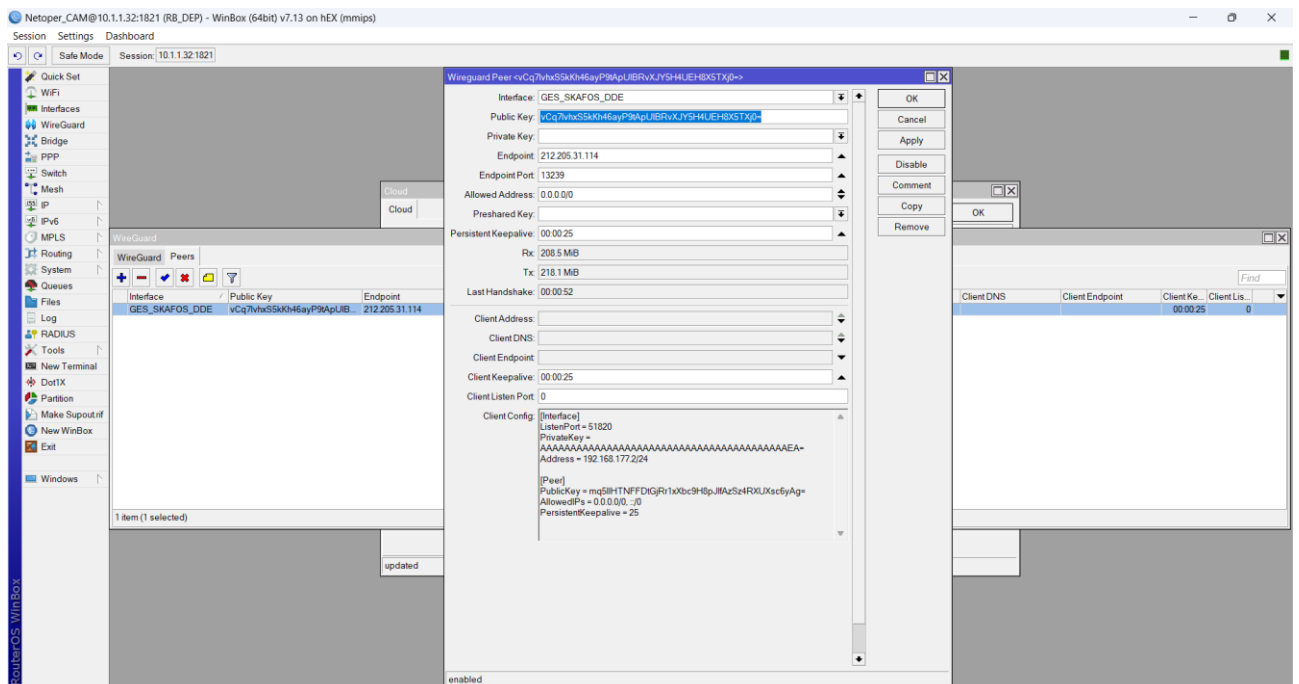 Netoper_CAM@10.1.1.32:1821 (RB_DEP) - WinBox (64bit) v7.13 on hEX (mmips)
Session Settings Dashboard
Safe Mode Session: 10.1.1.32:1821
Quick Set
WiFi
Interfaces
WireGuard
Bridge
PPP
Switch
Mesh
IP
IPv6
MPLS
Routing
System
Queues
Files
Log
RADIUS
Tools
New Terminal
Dot1X
Partition
Make Supout.rif
New WinBox
Exit
Windows
RouterOS WinBox
Cloud
Cloud
OK
updated
WireGuard
WireGuard Peers
Find
Interface Public Key Endpoint Client DNS Client Endpoint Client Ke... Client Lis...
GES_SKAFOS_DDE vCq7lvhxS5kKh46ayP9tApUlB... 212.205.31.114 00:00:25 0
1 item (1 selected)
Wireguard Peer <vCq7lvhxS5kKh46ayP9tApUlBRvXJY5H4UEH8X5TXj0=>
Interface: GES_SKAFOS_DDE
Public Key: vCq7lvhxS5kKh46ayP9tApUlBRvXJY5H4UEH8X5TXj0=
Private Key:
Endpoint: 212.205.31.114
Endpoint Port: 13239
Allowed Address: 0.0.0.0/0
Preshared Key:
Persistent Keepalive: 00:00:25
Rx: 208.5 MiB
Tx: 218.1 MiB
Last Handshake: 00:00:52
Client Address:
Client DNS:
Client Endpoint:
Client Keepalive: 00:00:25
Client Listen Port: 0
Client Config: [Interface]
ListenPort = 51820
PrivateKey =
AAAAAAAAAAAAAAAAAAAAAAAAAAAAAAAAAAAAAAAAAEA=
Address = 192.168.177.2/24
[Peer]
PublicKey = mq5IlHTNFFDtGjRr1xXbc9H8pJlfAzSz4RXUXsc6yAg=
AllowedIPs = 0.0.0.0/0, ::/0
PersistentKeepalive = 25
enabled
OK
Cancel
Apply
Disable
Comment
Copy
Remove